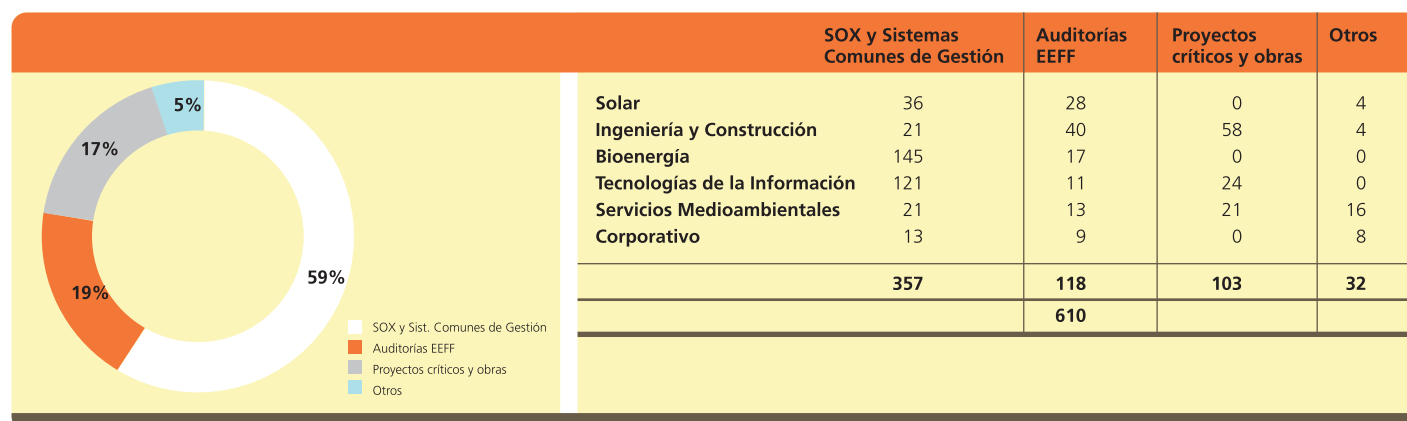 SOX y Sistemas Comunes de Gestión Auditorías EEFF Proyectos críticos y obras Otros
5%
17%
19%
59%
SOX y Sist. Comunes de Gestión
Auditorías EEFF
Proyectos críticos y obras
Otros
Solar 36 28 0 4
Ingeniería y Construcción 21 40 58 4
Bioenergía 145 17 0 0
Tecnologías de la Información 121 11 24 0
Servicios Medioambientales 21 13 21 16
Corporativo 13 9 0 8
357 118 103 32
610